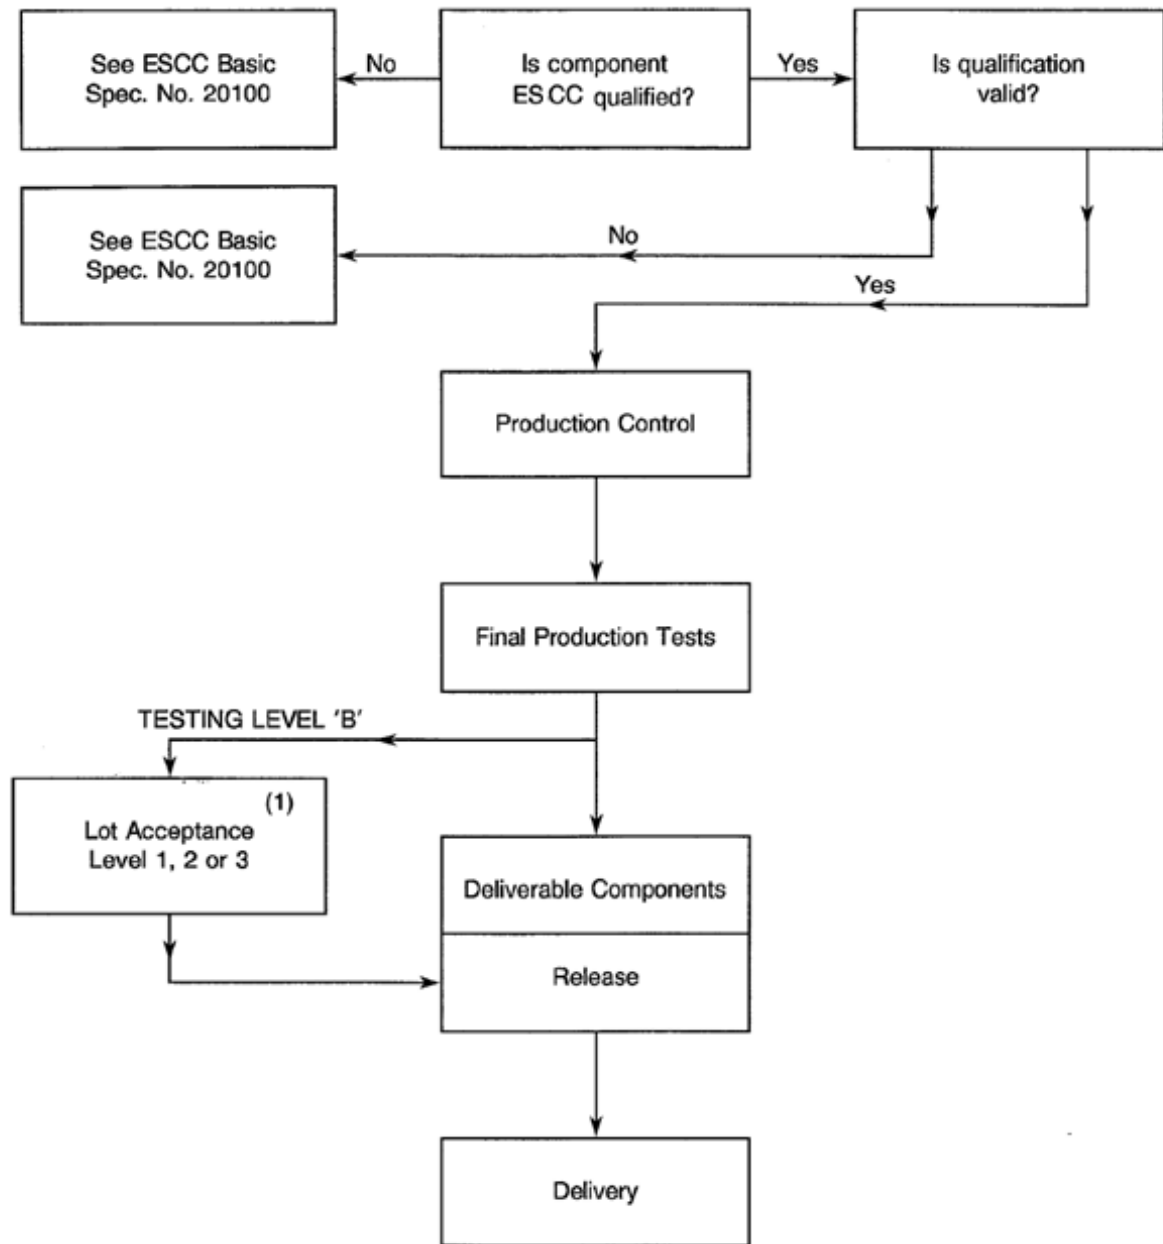 See ESCC Basic
Spec. No. 20100
No
Is component
ESCC qualified?
Yes
Is qualification
valid?
See ESCC Basic
Spec. No. 20100
No
Yes
Production Control
Final Production Tests
TESTING LEVEL 'B'
(1)
Lot Acceptance
Level 1, 2 or 3
Deliverable Components
Release
Delivery